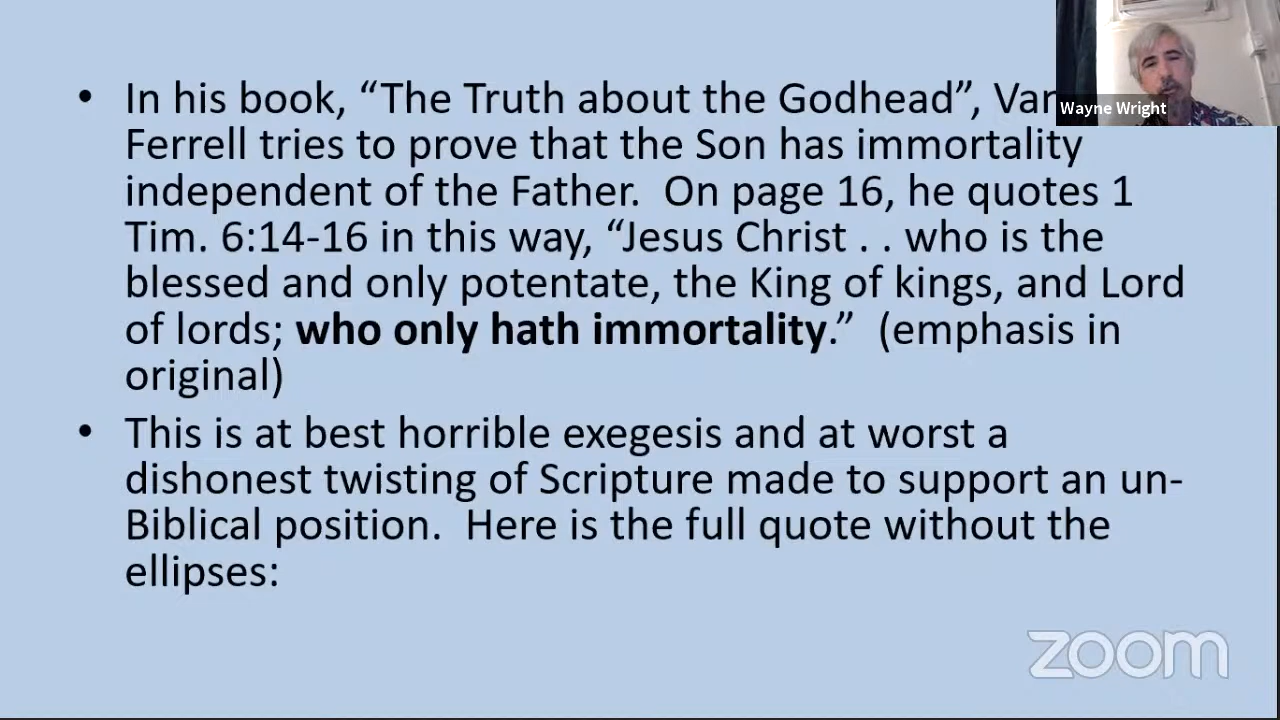 • In his book, “The Truth about the Godhead”, Van
Ferrell tries to prove that the Son has immortality
independent of the Father.  On page 16, he quotes 1
Tim. 6:14-16 in this way, “Jesus Christ . . who is the
blessed and only potentate, the King of kings, and Lord
of lords; who only hath immortality.”  (emphasis in
original)
• This is at best horrible exegesis and at worst a
dishonest twisting of Scripture made to support an un-
Biblical position.  Here is the full quote without the
ellipses:
Wayne Wright
zoom